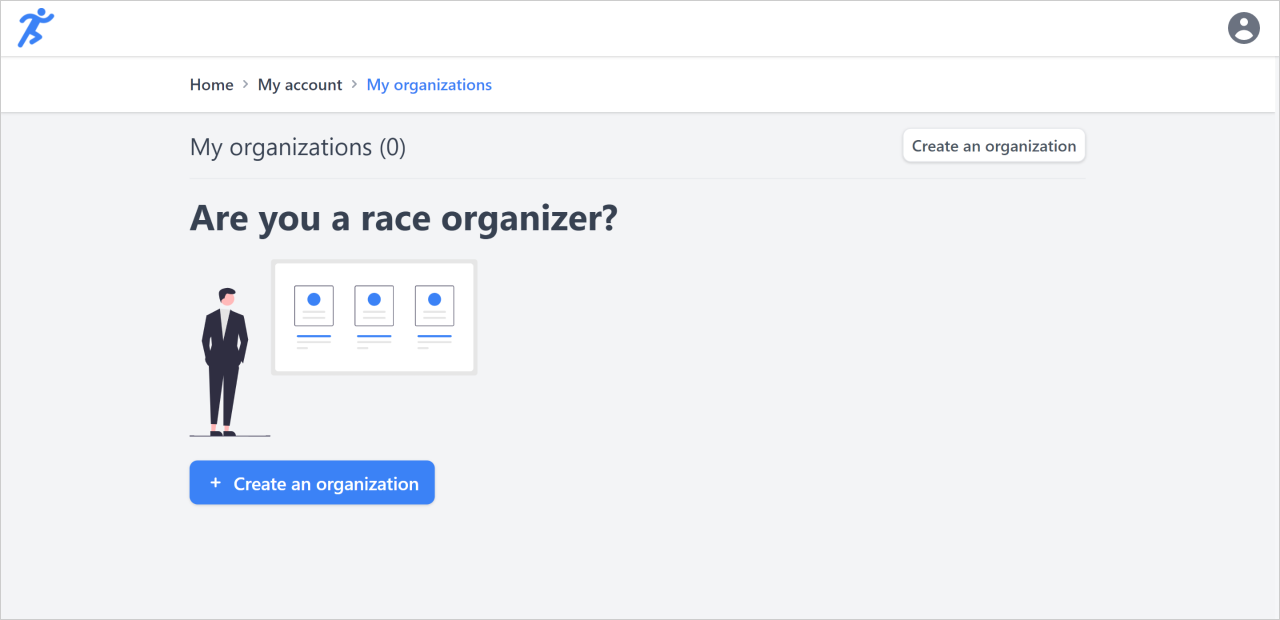 Home > My account > My organizations
My organizations (0)
Create an organization
Are you a race organizer?
+ Create an organization